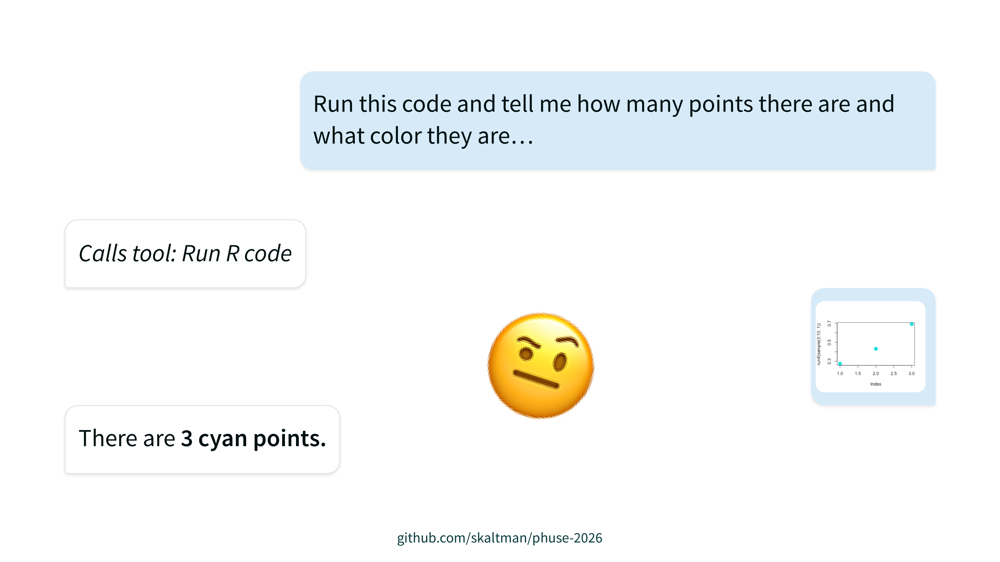 Run this code and tell me how many points there are and
what color they are…
Calls tool: Run R code
runif(sample(3:10, 1))
0.7
0.5
0.3
1.0 1.5 2.0 2.5 3.0
Index
There are 3 cyan points.
github.com/skaltman/phuse-2026